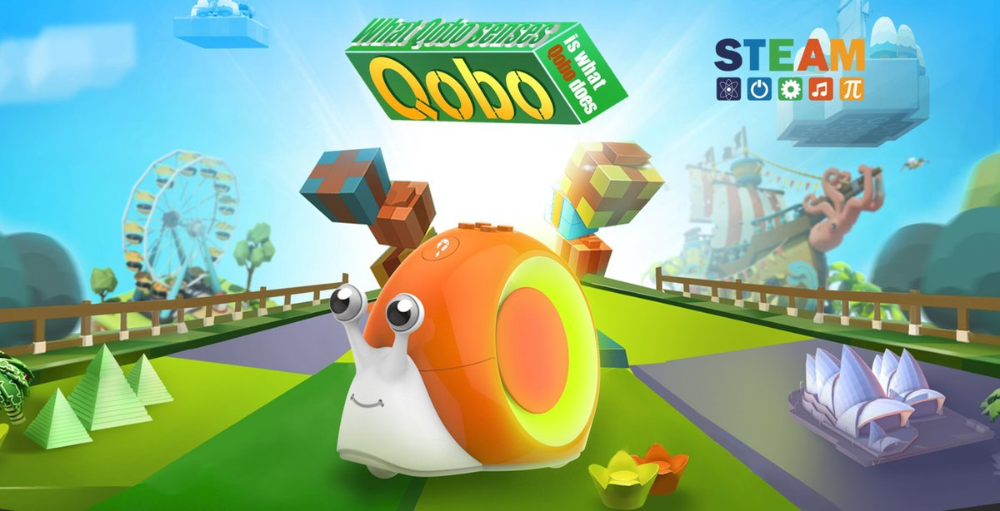 What Qobo senses
is what
Qobo does
Qobo
STEAM
π